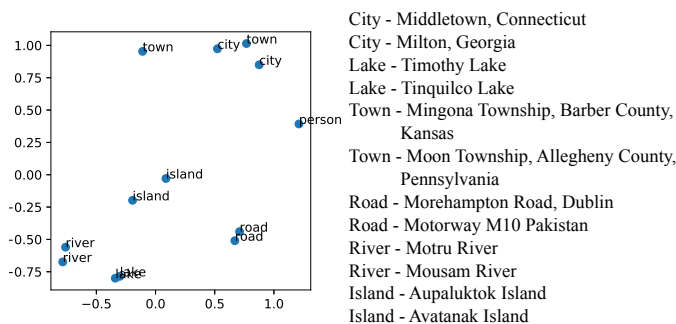 1.00
0.75
0.50
0.25
0.00
−0.25
−0.50
−0.75
−0.5
0.0
0.5
1.0
town
city
town
city
person
island
island
road
road
river
river
lake
lake
City - Middletown, Connecticut
City - Milton, Georgia
Lake - Timothy Lake
Lake - Tinquilco Lake
Town - Mingona Township, Barber County,
Kansas
Town - Moon Township, Allegheny County,
Pennsylvania
Road - Morehampton Road, Dublin
Road - Motorway M10 Pakistan
River - Motru River
River - Mousam River
Island - Aupaluktok Island
Island - Avatanak Island